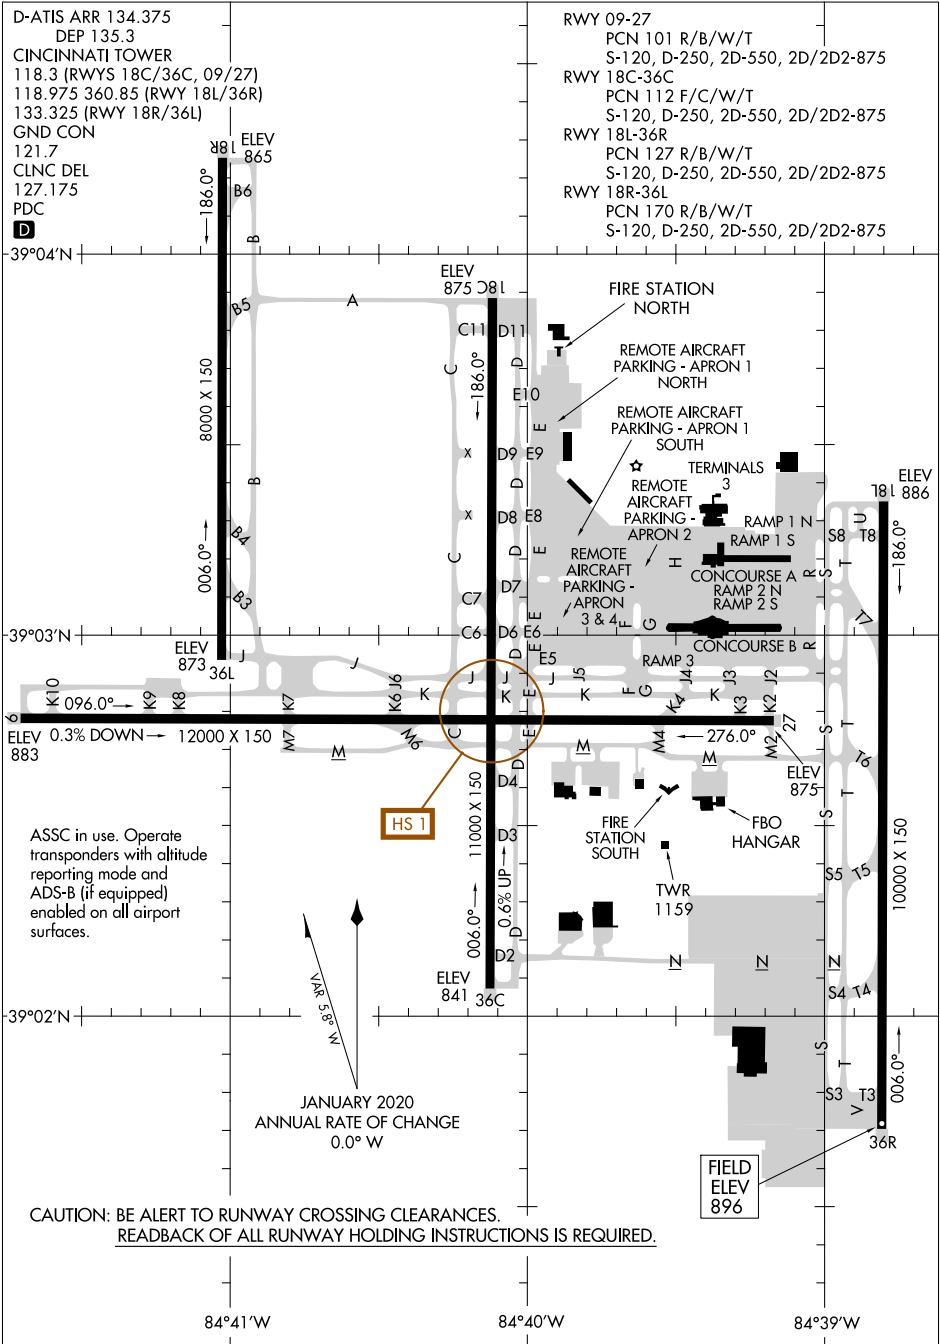 D-ATIS ARR 134.375
DEP 135.3
CINCINNATI TOWER
118.3 (RWYS 18C/36C, 09/27)
118.975 360.85 (RWY 18L/36R)
133.325 (RWY 18R/36L)
GND CON
121.7
CLNC DEL
127.175
PDC
D
RWY 09-27
PCN 101 R/B/W/T
S-120, D-250, 2D-550, 2D/2D2-875
RWY 18C-36C
PCN 112 F/C/W/T
S-120, D-250, 2D-550, 2D/2D2-875
RWY 18L-36R
PCN 127 R/B/W/T
S-120, D-250, 2D-550, 2D/2D2-875
RWY 18R-36L
PCN 170 R/B/W/T
S-120, D-250, 2D-550, 2D/2D2-875
18R
ELEV
865
186.0°
B6
B
39°04'N
B5
A
8000 X 150
B
006.0°
B4
B3
ELEV
873
36L
J
ELEV
875
18C
C11
D11
186.0°
C
D
E10
E
X
D9
E9
D
X
D8
E8
C
D
E
D7
C7
E
C6
D6
E6
D
E
E5
FIRE STATION
NORTH
REMOTE AIRCRAFT
PARKING - APRON 1
NORTH
REMOTE AIRCRAFT
PARKING - APRON 1
SOUTH
REMOTE
AIRCRAFT
PARKING -
APRON 2
REMOTE
AIRCRAFT
PARKING -
APRON
3 & 4
TERMINALS
3
RAMP 1 N
RAMP 1 S
H
CONCOURSE A
RAMP 2 N
RAMP 2 S
F
G
CONCOURSE B
RAMP 3
R
R
ELEV
886
18L
U
S8
T8
186.0°
S
T
T7
39°03'N
J
J6
J
J
J
J5
F
G
J4
J3
J2
K10
K9
K8
K7
K6
K
K
E
K
K4
K
K3
K2
9
096.0°
ELEV
883
0.3% DOWN
12000 X 150
276.0°
27
M7
M
M6
C
E
D
M
M4
M
M2
ELEV
875
S
T
T6
HS 1
D4
11000 X 150
D3
0.6% UP
006.0°
D
D2
ELEV
841
36C
FIRE
STATION
SOUTH
FBO
HANGAR
TWR
1159
T
S
S5
T5
10000 X 150
N
N
N
S4
T4
ASSC in use. Operate
transponders with altitude
reporting mode and
ADS-B (if equipped)
enabled on all airport
surfaces.
VAR 5.8° W
39°02'N
JANUARY 2020
ANNUAL RATE OF CHANGE
0.0° W
S
T
006.0°
S3
T3
V
36R
FIELD
ELEV
896
CAUTION: BE ALERT TO RUNWAY CROSSING CLEARANCES.
READBACK OF ALL RUNWAY HOLDING INSTRUCTIONS IS REQUIRED.
84°41'W
84°40'W
84°39'W